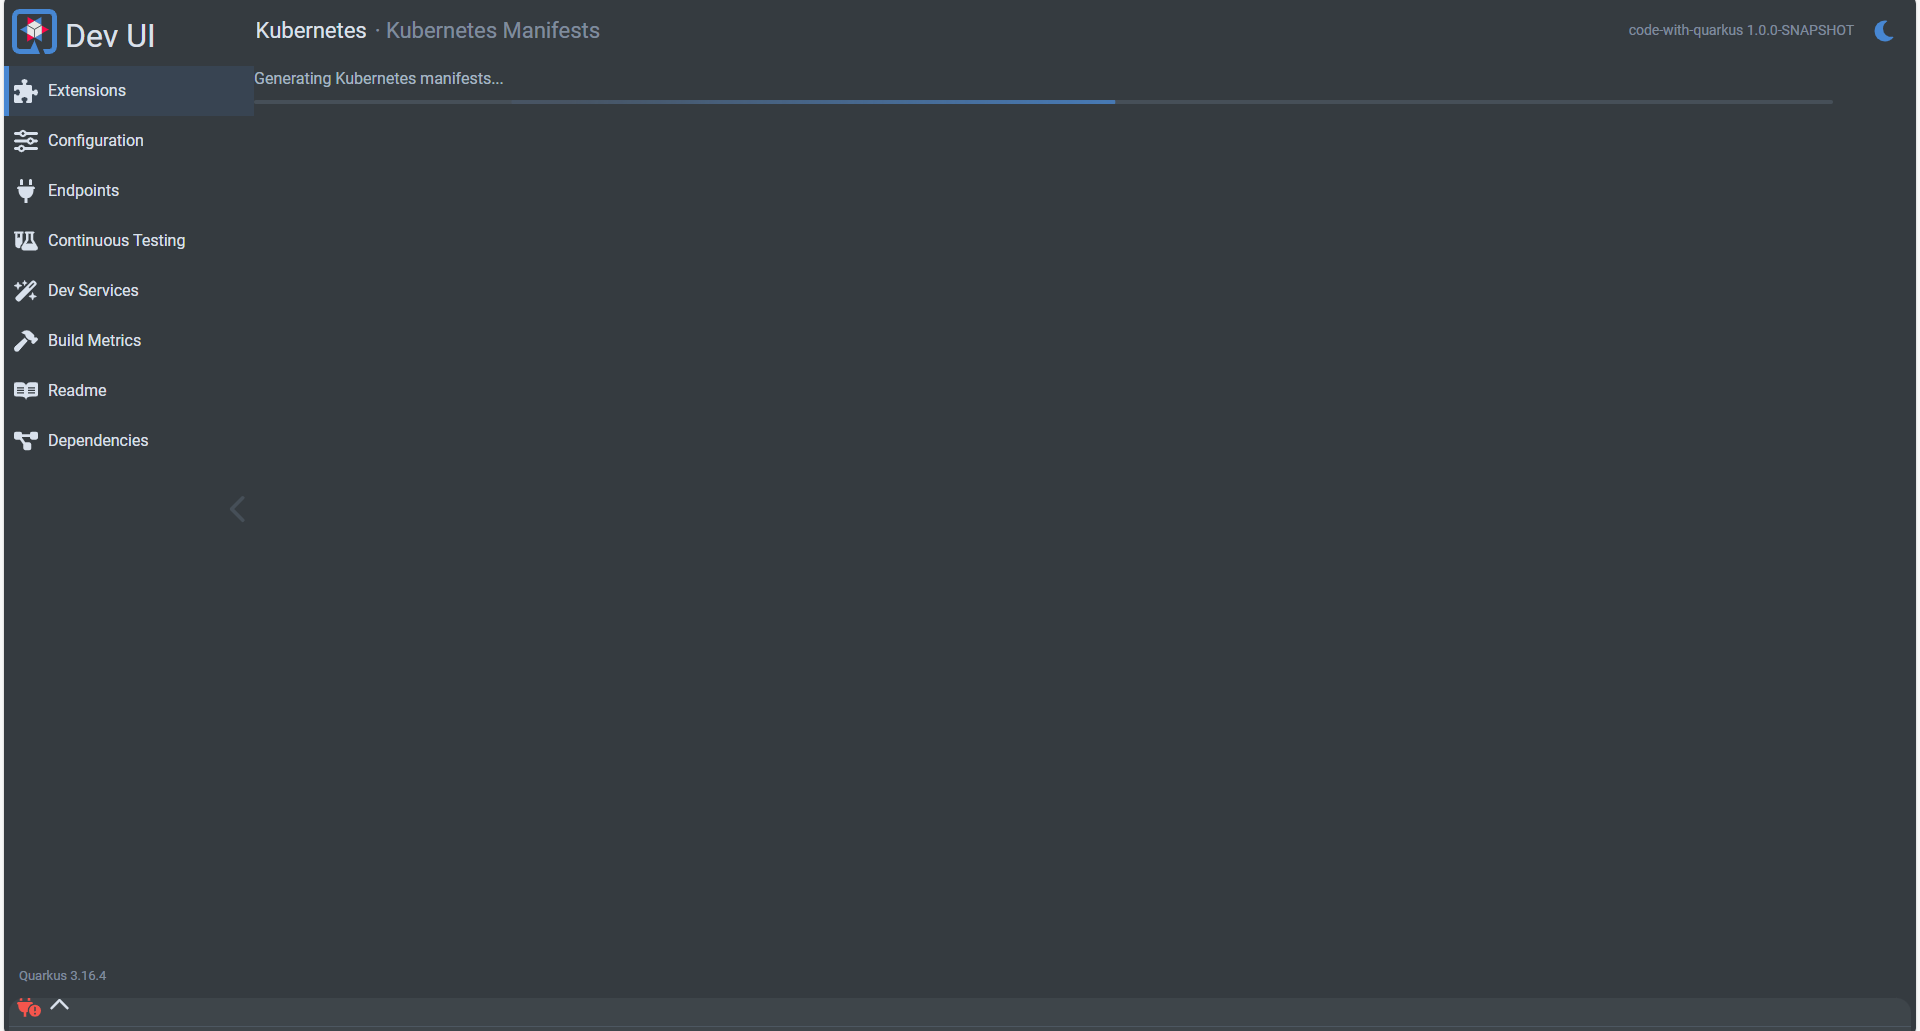 Dev UI
Kubernetes · Kubernetes Manifests
code-with-quarkus 1.0.0-SNAPSHOT
Generating Kubernetes manifests...
Extensions
Configuration
Endpoints
Continuous Testing
Dev Services
Build Metrics
Readme
Dependencies
Quarkus 3.16.4